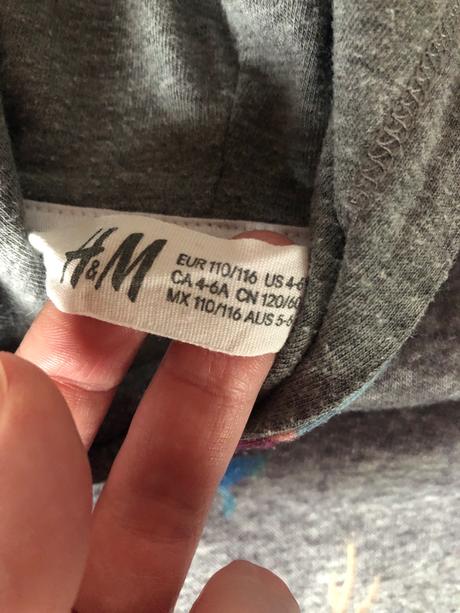 H&M
EUR 110/116 US 4-6
CA 4-6A CN 120/60
MX 110/116 AUS 5-6